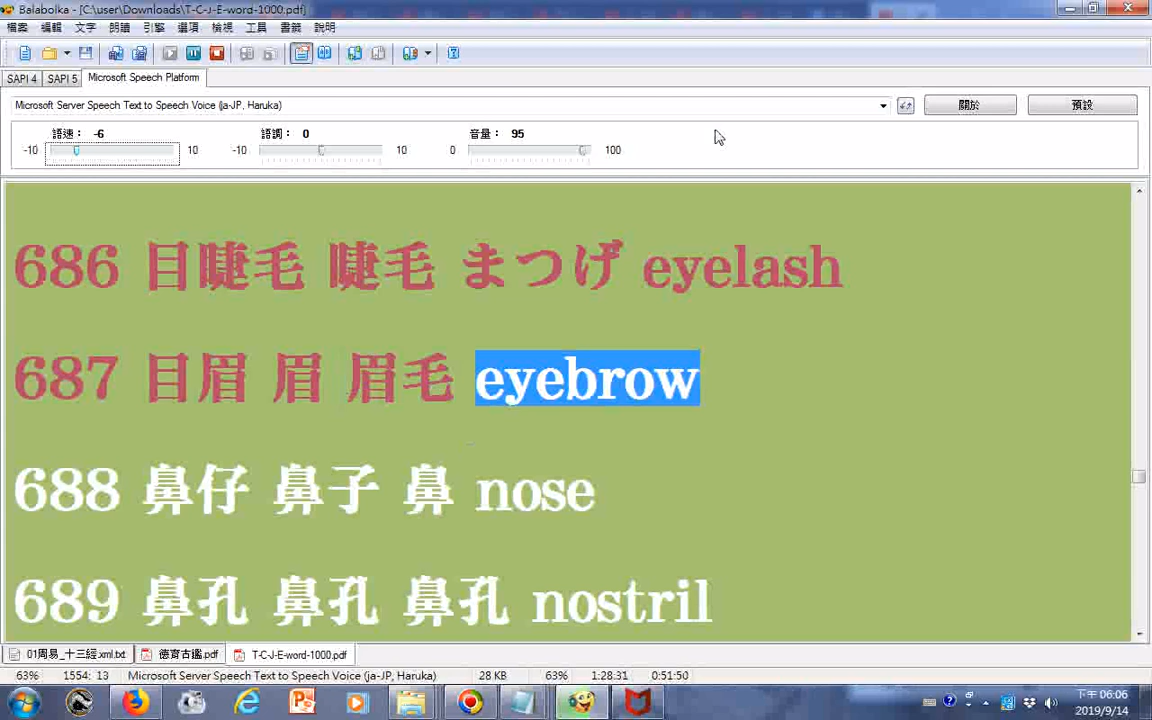 Balabolka - [C:\user\Downloads\T-C-J-E-word-1000.pdf]
檔案 編輯 文字 朗讀 引擎 選項 檢視 工具 書籤 說明
SAPI 4 SAPI 5 Microsoft Speech Platform
Microsoft Server Speech Text to Speech Voice (ja-JP, Haruka) 關於 預設
語速： -6 語調： 0 音量： 95
-10 10 -10 10 0 100
686 目睫毛 睫毛 まつげ eyelash
687 目眉 眉 眉毛 eyebrow
688 鼻仔 鼻子 鼻 nose
689 鼻孔 鼻孔 鼻孔 nostril
01周易_十三經.xml.txt 德育古鑑.pdf T-C-J-E-word-1000.pdf
63% 1554: 13 Microsoft Server Speech Text to Speech Voice (ja-JP, Haruka) 28 KB 63% 1:28:31 0:51:50
下午 06:06
2019/9/14